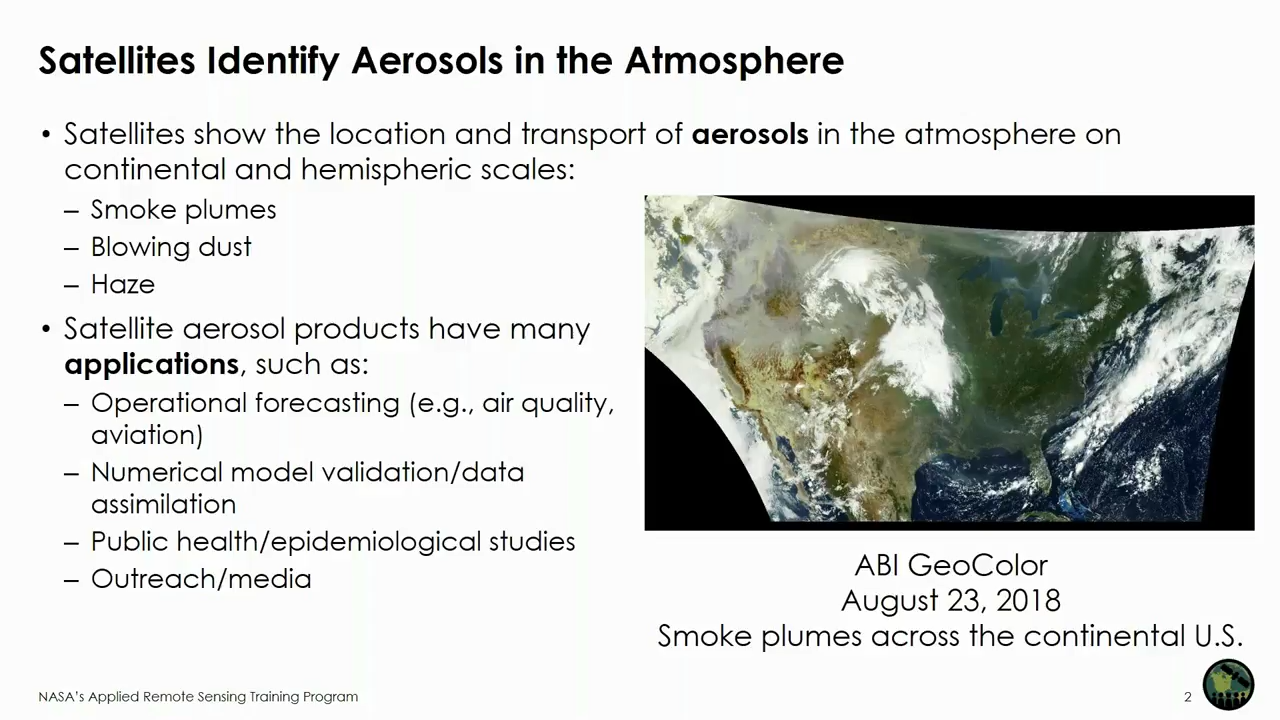 Satellites Identify Aerosols in the Atmosphere
• Satellites show the location and transport of aerosols in the atmosphere on
continental and hemispheric scales:
– Smoke plumes
– Blowing dust
– Haze
• Satellite aerosol products have many
applications, such as:
– Operational forecasting (e.g., air quality,
aviation)
– Numerical model validation/data
assimilation
– Public health/epidemiological studies
– Outreach/media
ABI GeoColor
August 23, 2018
Smoke plumes across the continental U.S.
NASA's Applied Remote Sensing Training Program
2